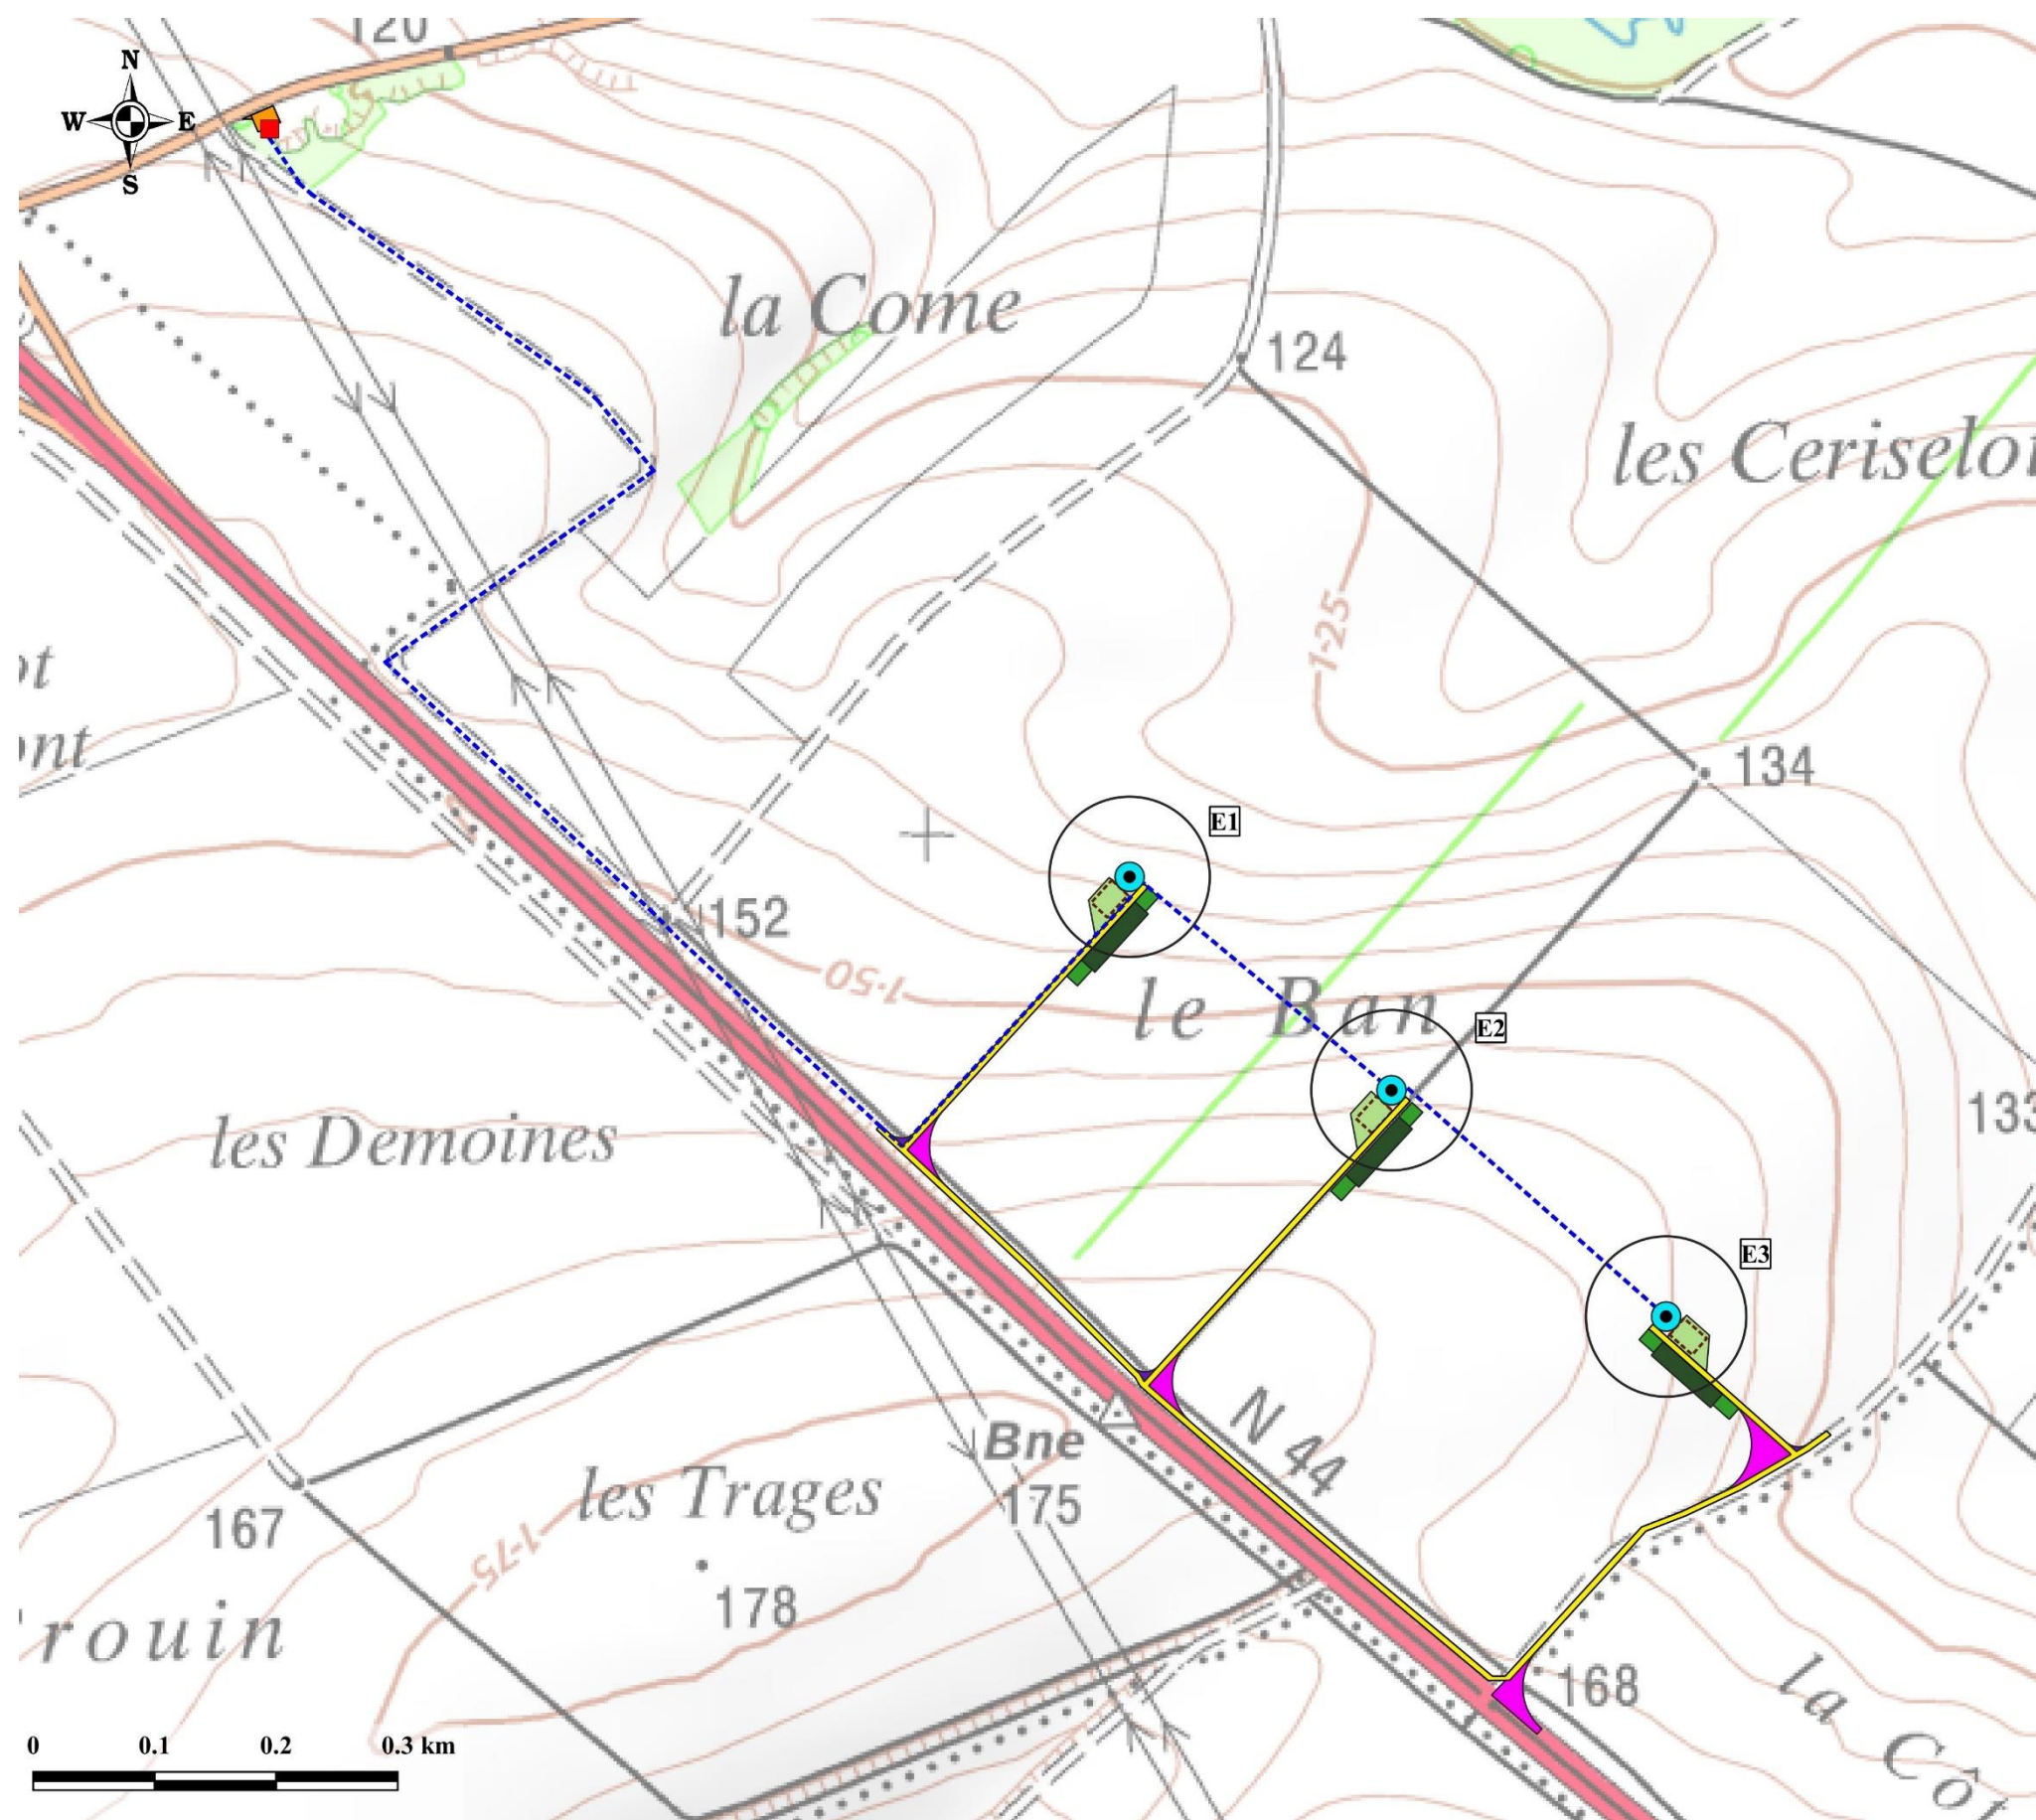 120
N
W E
S
la Come
124
les Ceriselo
1-25
ot
ont
134
E1
152
1-50
le Ban
E2
133
les Demoines
E3
N 44
Bne
175
les Trages
167
1-75
178
rouin
168
la Cô
0 0.1 0.2 0.3 km